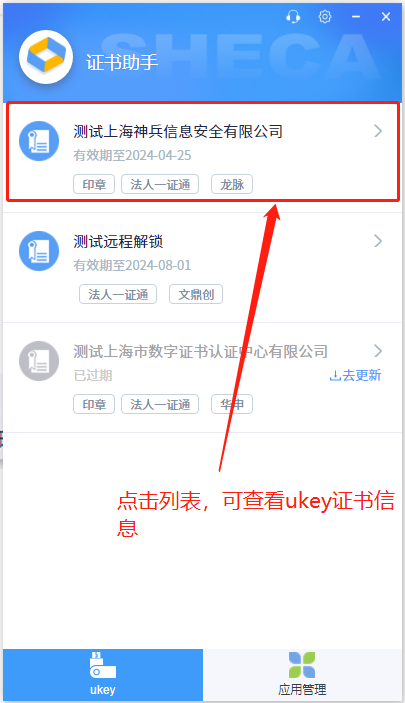 SHECA
证书助手
测试上海神兵信息安全有限公司
有效期至2024-04-25
印章 法人一证通 龙脉
测试远程解锁
有效期至2024-08-01
法人一证通 文鼎创
测试上海市数字证书认证中心有限公司
已过期 去更新
印章 法人一证通 华申
点击列表，可查看ukey证书信
息
ukey 应用管理